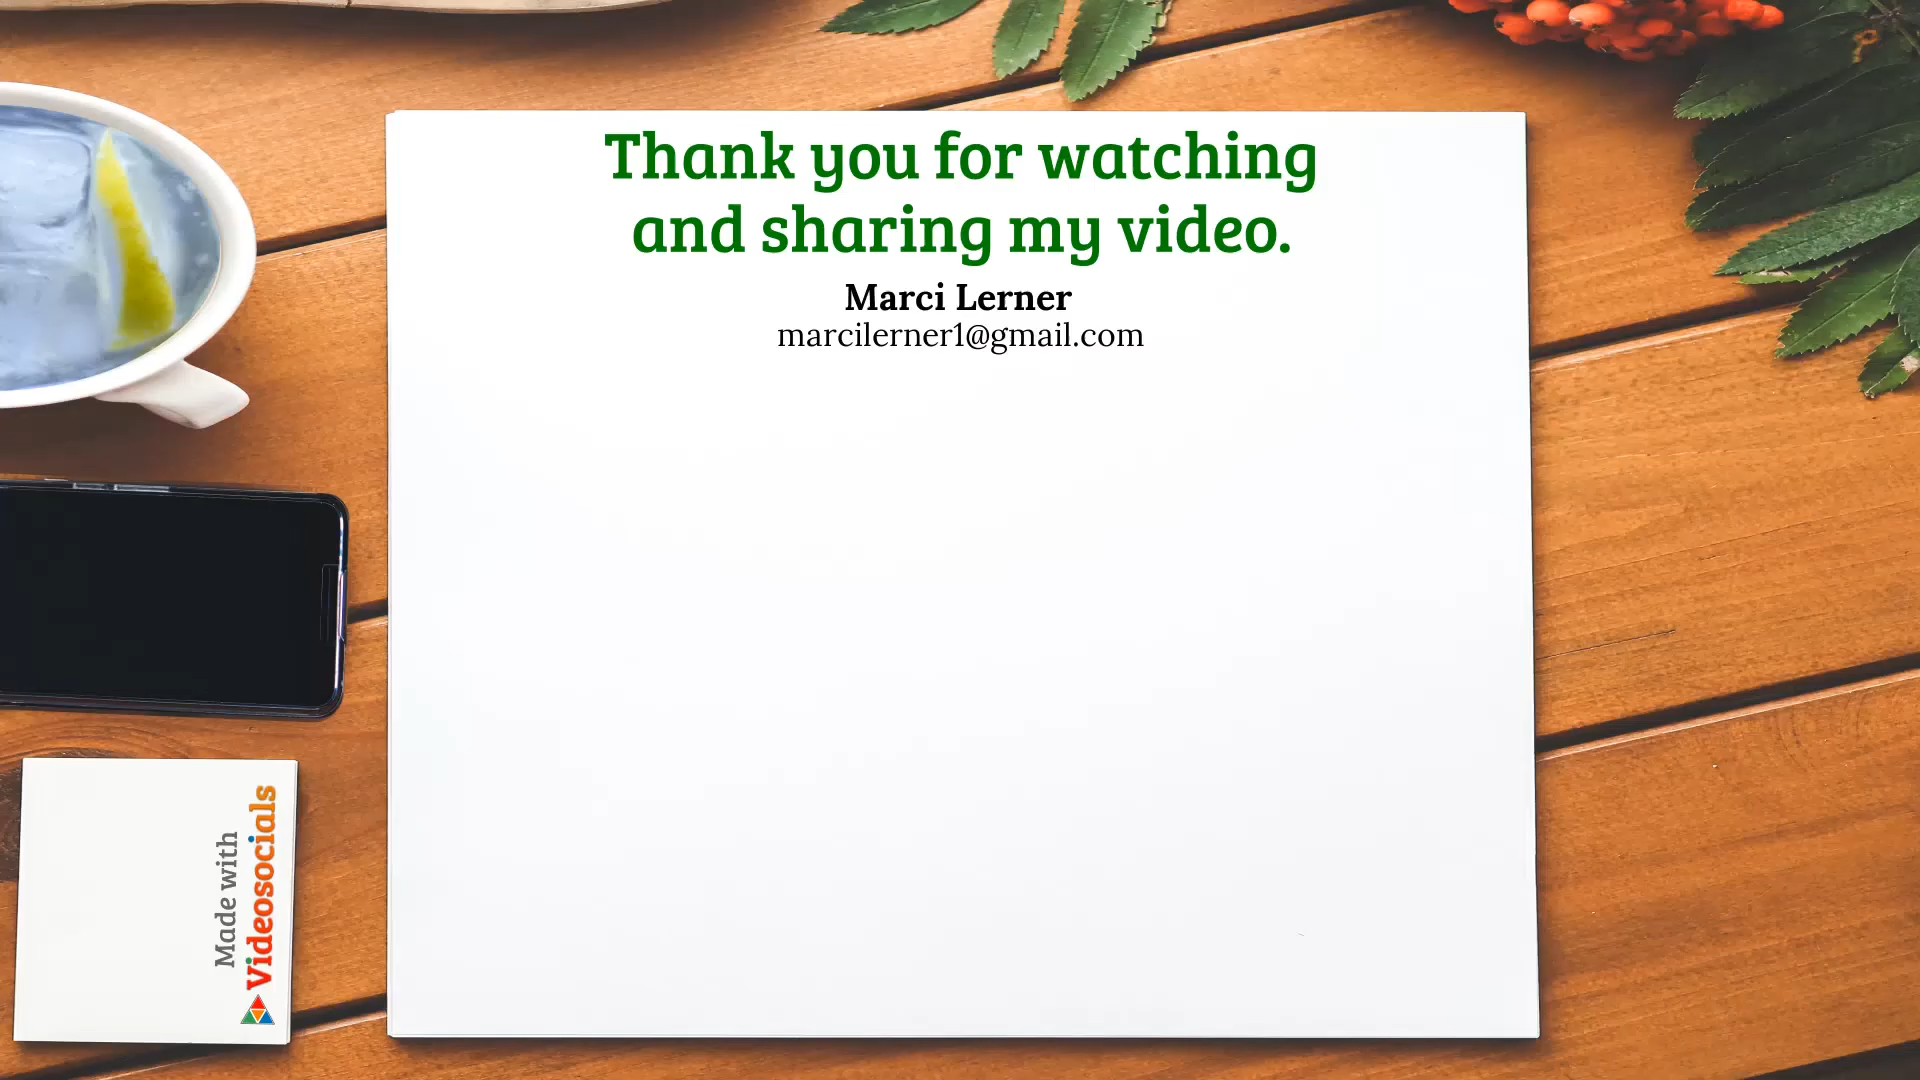 Thank you for watching
and sharing my video.
Marci Lerner
marcilerner1@gmail.com
Made with
Videosocials